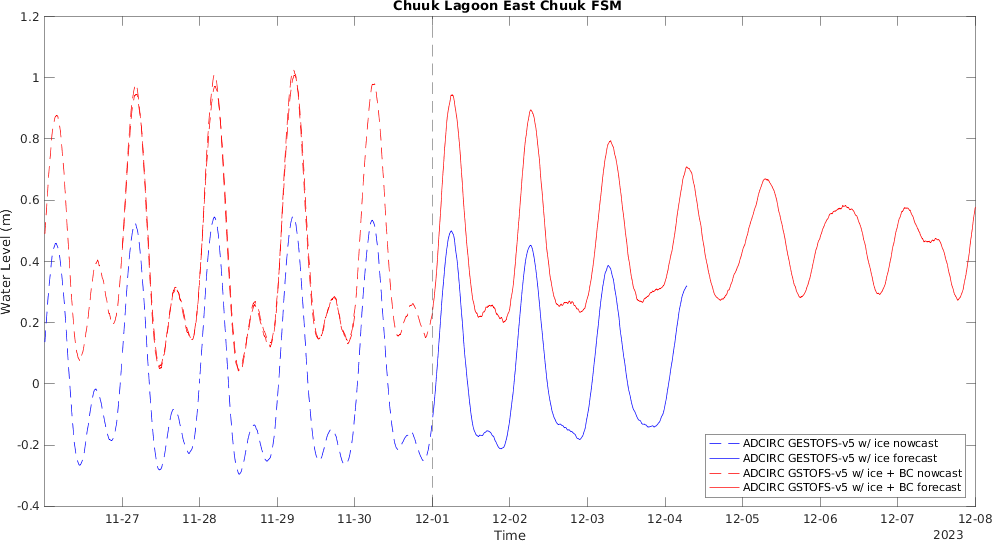 Chuuk Lagoon East Chuuk FSM
1.2
1
0.8
0.6
0.4
0.2
0
-0.2
-0.4
Water Level (m)
11-27 11-28 11-29 11-30 12-01 12-02 12-03 12-04 12-05 12-06 12-07 12-08
Time
2023
ADCIRC GESTOFS-v5 w/ ice nowcast
ADCIRC GESTOFS-v5 w/ ice forecast
ADCIRC GSTOFS-v5 w/ ice + BC nowcast
ADCIRC GSTOFS-v5 w/ ice + BC forecast